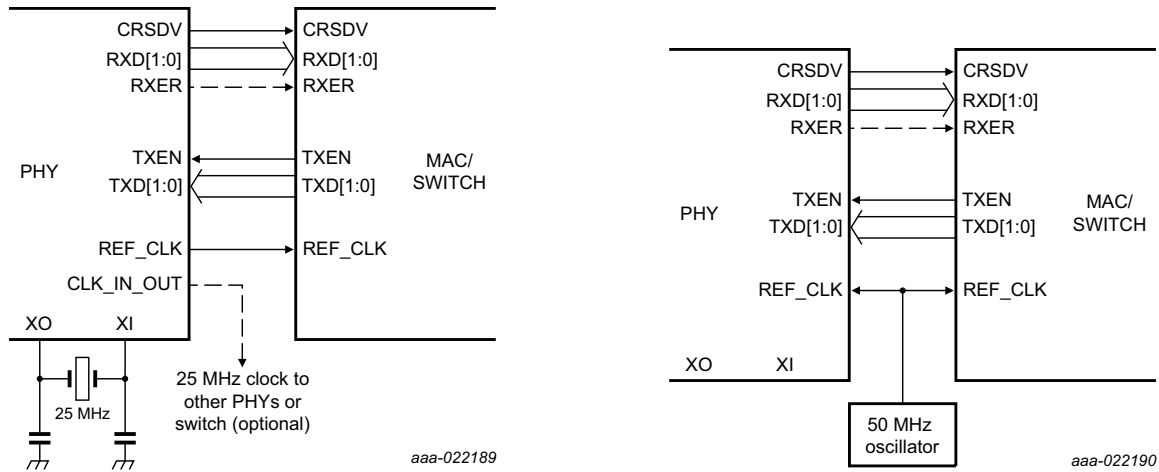 CRSDV
CRSDV
RXD[1:0]
RXD[1:0]
RXER
RXER
TXEN
TXEN
PHY
TXD[1:0]
TXD[1:0]
MAC/
SWITCH
REF_CLK
REF_CLK
CLK_IN_OUT
XO
XI
25 MHz
25 MHz clock to
other PHYs or
switch (optional)
aaa-022189
CRSDV
CRSDV
RXD[1:0]
RXD[1:0]
RXER
RXER
TXEN
TXEN
PHY
TXD[1:0]
TXD[1:0]
MAC/
SWITCH
REF_CLK
REF_CLK
XO
XI
50 MHz
oscillator
aaa-022190